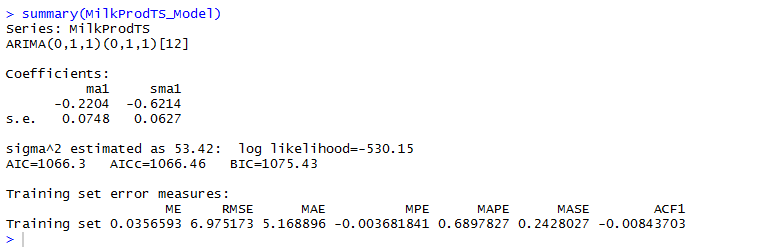 > summary(MilkProdTS_Model)
Series: MilkProdTS
ARIMA(0,1,1)(0,1,1)[12]
Coefficients:
ma1 sma1
-0.2204 -0.6214
s.e. 0.0748 0.0627
sigma^2 estimated as 53.42: log likelihood=-530.15
AIC=1066.3 AICc=1066.46 BIC=1075.43
Training set error measures:
ME RMSE MAE MPE MAPE MASE ACF1
Training set 0.0356593 6.975173 5.168896 -0.003681841 0.6897827 0.2428027 -0.00843703
>